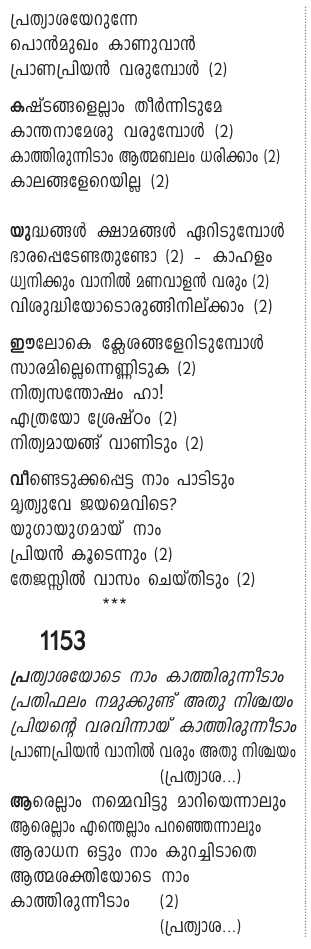 പ്രത്യാശയേറുന്നേ
പൊൻമുഖം കാണുവാൻ
പ്രാണപ്രിയൻ വരുമ്പോൾ (2)
കഷ്ടങ്ങളെല്ലാം തീർന്നിടുമേ
കാന്തനാമേശു വരുമ്പോൾ (2)
കാത്തിരുന്നിടാം ആത്മബലം ധരിക്കാം (2)
കാലങ്ങളേറെയില്ല (2)
യുദ്ധങ്ങൾ ക്ഷാമങ്ങൾ ഏറിടുമ്പോൾ
ഭാരപ്പെടേണ്ടതുണ്ടോ (2) - കാഹളം
ധ്വനിക്കും വാനിൽ മണവാളൻ വരും (2)
വിശുദ്ധിയോടൊരുങ്ങിനില്ക്കാം (2)
ഈലോകെ ക്ലേശങ്ങളേറിടുമ്പോൾ
സാരമില്ലെന്നെണ്ണിടുക (2)
നിത്യസന്തോഷം ഹാ!
എത്രയോ ശ്രേഷ്ഠം (2)
നിത്യമായങ്ങ് വാണിടും (2)
വീണ്ടെടുക്കപ്പെട്ട നാം പാടിടും
മൃത്യുവേ ജയമെവിടെ?
യുഗായുഗമായ് നാം
പ്രിയൻ കൂടെന്നും (2)
തേജസ്സിൽ വാസം ചെയ്തിടും (2)
***
1153
പ്രത്യാശയോടെ നാം കാത്തിരുന്നീടാം
പ്രതിഫലം നമുക്കുണ്ട് അതു നിശ്ചയം
പ്രിയന്റെ വരവിന്നായ് കാത്തിരുന്നീടാം
പ്രാണപ്രിയൻ വാനിൽ വരും അതു നിശ്ചയം
(പ്രത്യാശ...)
ആരെല്ലാം നമ്മെവിട്ടു മാറിയെന്നാലും
ആരെല്ലാം എന്തെല്ലാം പറഞ്ഞെന്നാലും
ആരാധന ഒട്ടും നാം കുറച്ചിടാതെ
ആത്മശക്തിയോടെ നാം
കാത്തിരുന്നീടാം (2)
(പ്രത്യാശ...)